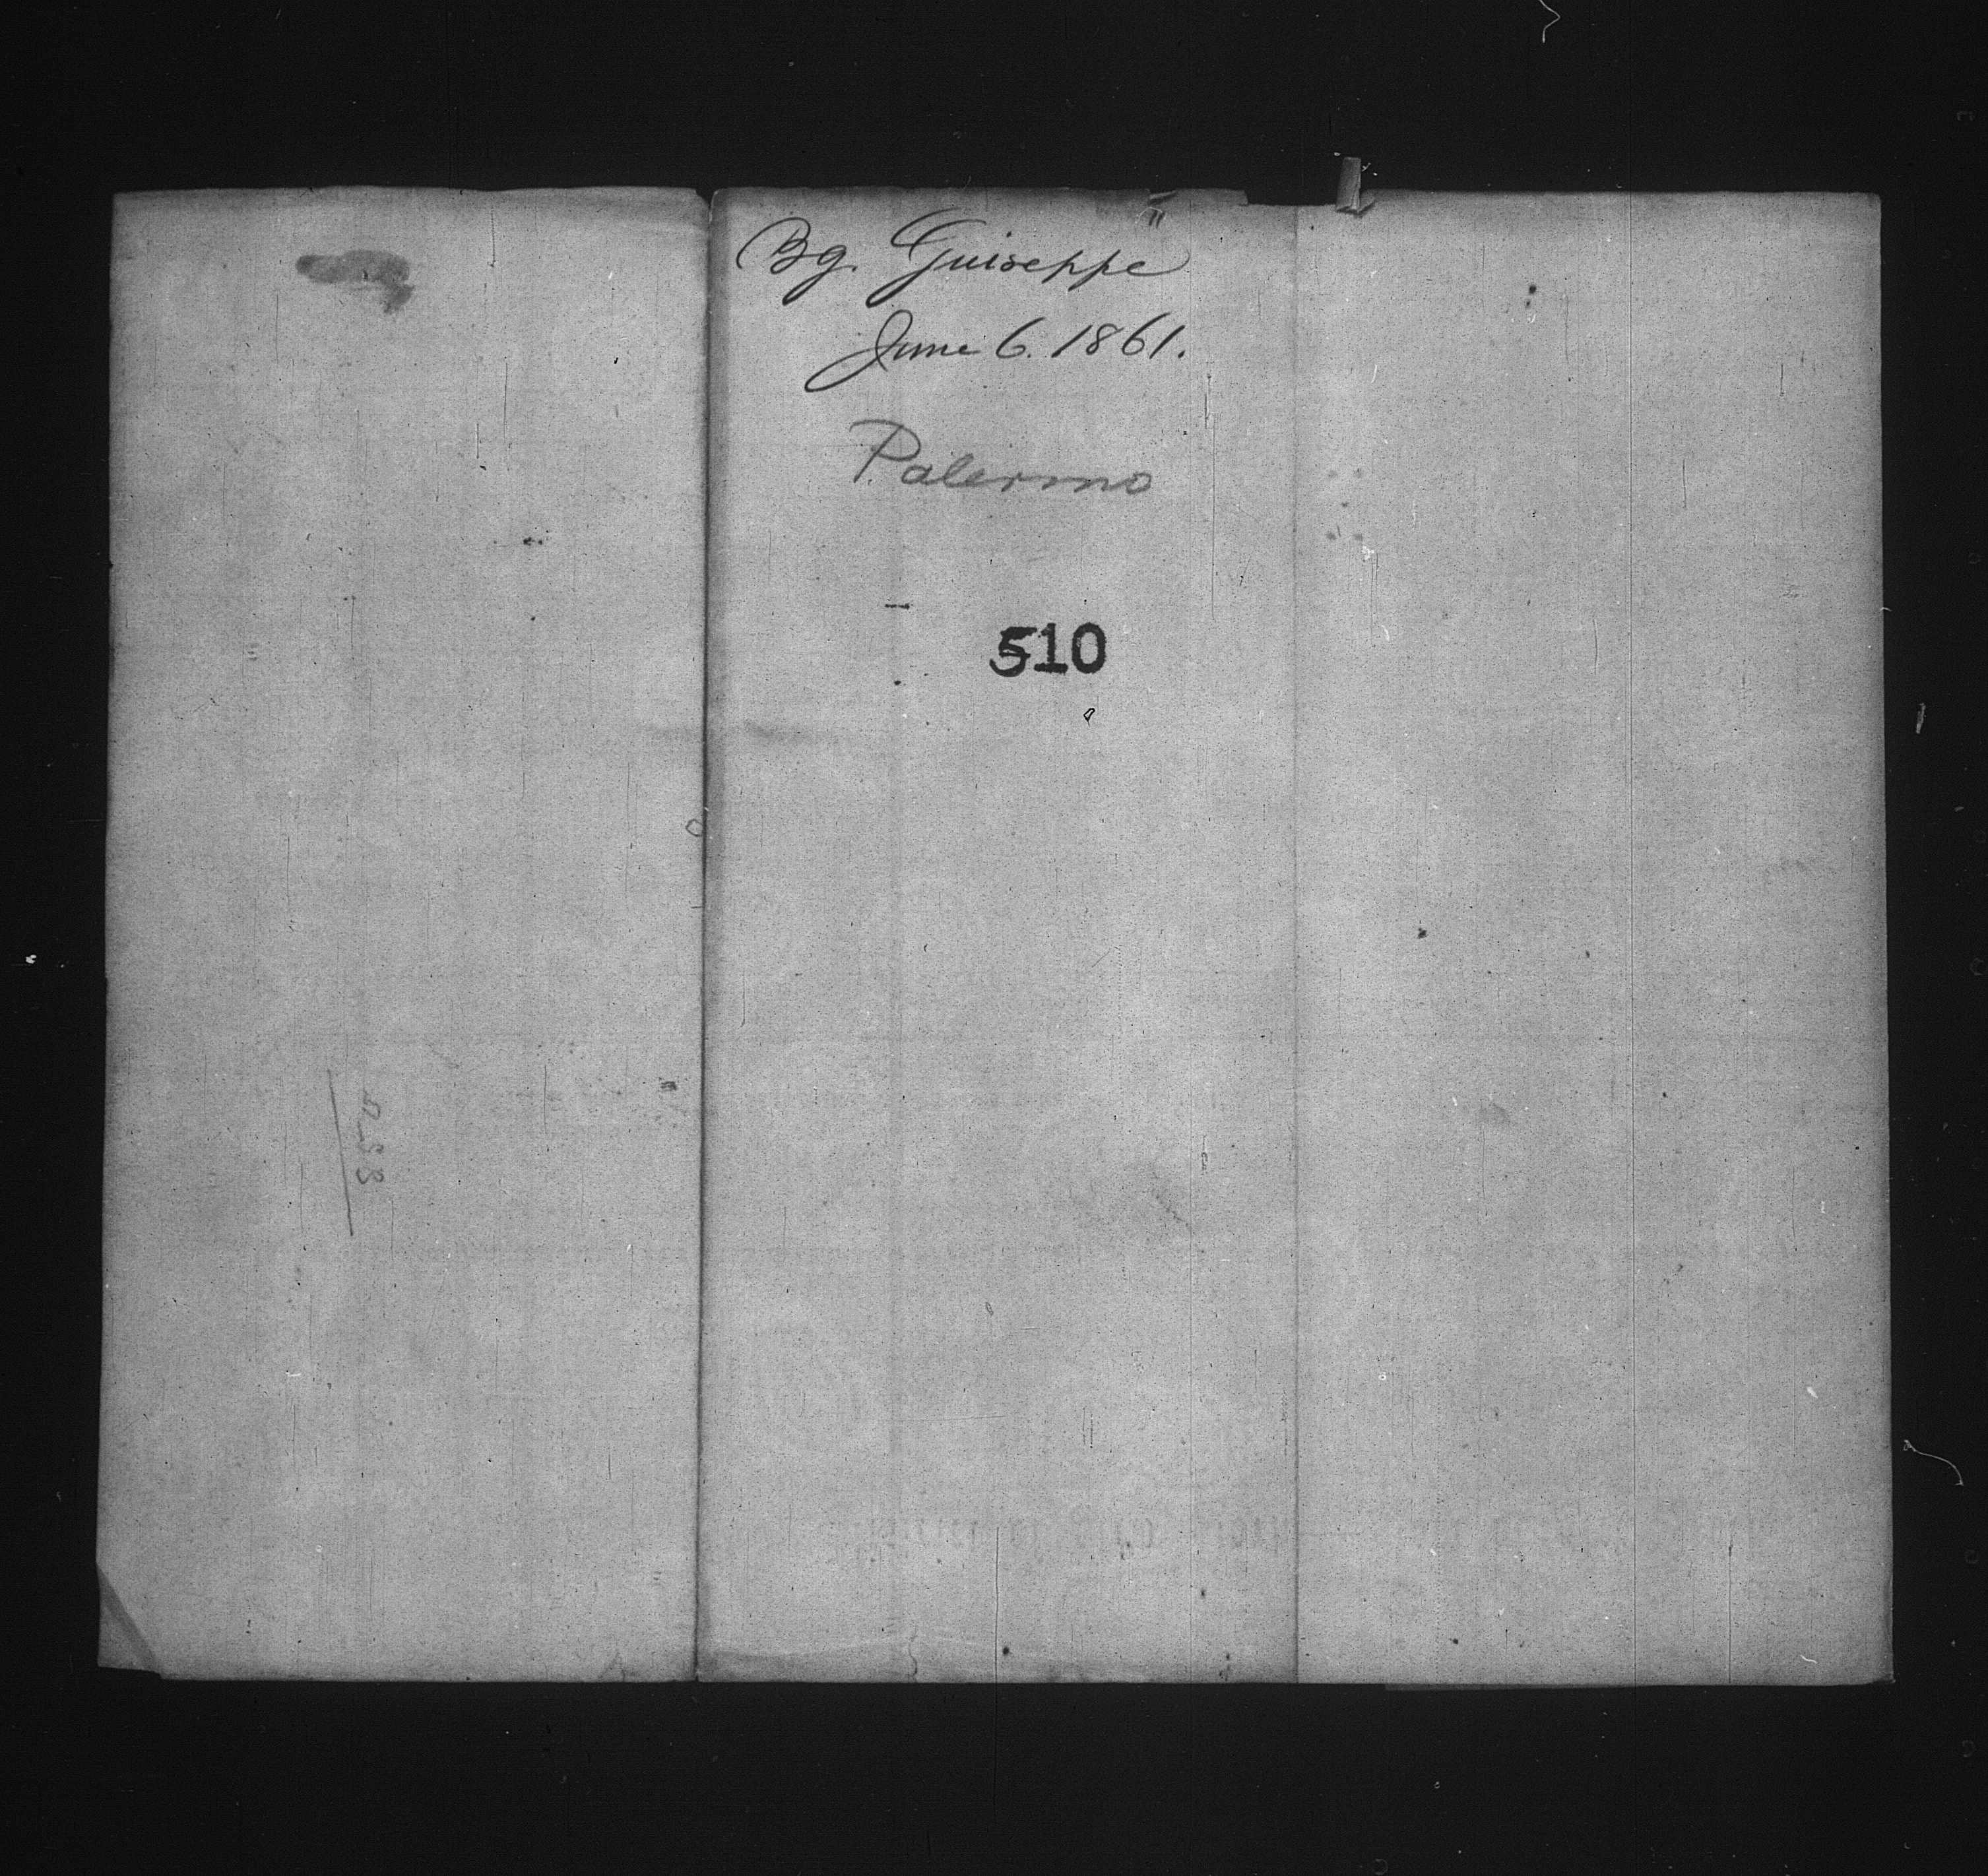 Bg. Guiseppe
June 6. 1861.
Palermo
510